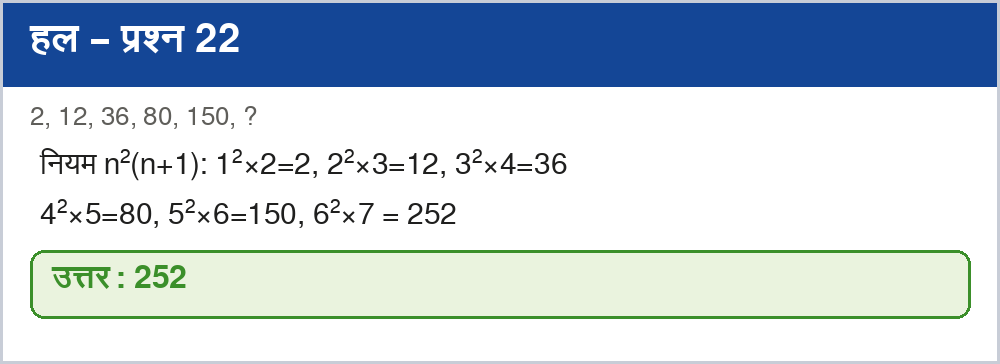 हल – प्रश्न 22
2, 12, 36, 80, 150, ?
नियम n²(n+1): 1²×2=2, 2²×3=12, 3²×4=36
4²×5=80, 5²×6=150, 6²×7 = 252
उत्तर : 252